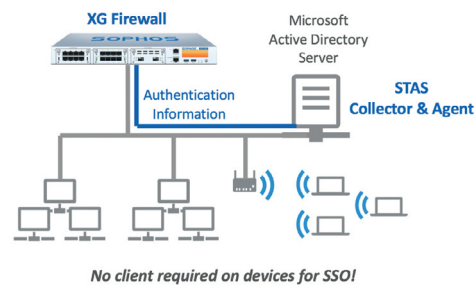 XG Firewall
SOPHOS
Microsoft
Active Directory
Server
STAS
Collector & Agent
Authentication
Information
No client required on devices for SSO!